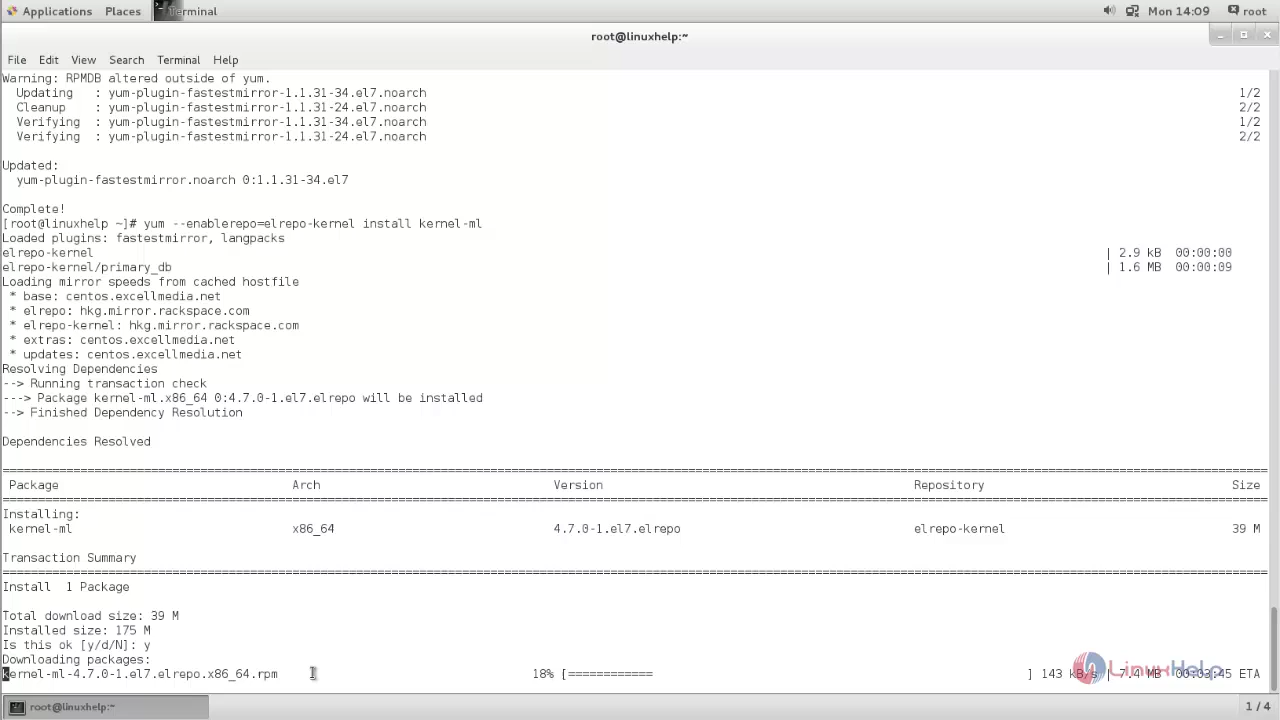 Applications Places Terminal Mon 14:09 root
root@linuxhelp:~
File Edit View Search Terminal Help
Warning: RPMDB altered outside of yum.
Updating : yum-plugin-fastestmirror-1.1.31-34.el7.noarch 1/2
Cleanup : yum-plugin-fastestmirror-1.1.31-24.el7.noarch 2/2
Verifying : yum-plugin-fastestmirror-1.1.31-34.el7.noarch 1/2
Verifying : yum-plugin-fastestmirror-1.1.31-24.el7.noarch 2/2
Updated:
yum-plugin-fastestmirror.noarch 0:1.1.31-34.el7
Complete!
[root@linuxhelp ~]# yum --enablerepo=elrepo-kernel install kernel-ml
Loaded plugins: fastestmirror, langpacks
elrepo-kernel | 2.9 kB 00:00:00
elrepo-kernel/primary_db | 1.6 MB 00:00:09
Loading mirror speeds from cached hostfile
* base: centos.excellmedia.net
* elrepo: hkg.mirror.rackspace.com
* elrepo-kernel: hkg.mirror.rackspace.com
* extras: centos.excellmedia.net
* updates: centos.excellmedia.net
Resolving Dependencies
--> Running transaction check
---> Package kernel-ml.x86_64 0:4.7.0-1.el7.elrepo will be installed
--> Finished Dependency Resolution
Dependencies Resolved
Package Arch Version Repository Size
Installing:
kernel-ml x86_64 4.7.0-1.el7.elrepo elrepo-kernel 39 M
Transaction Summary
Install 1 Package
Total download size: 39 M
Installed size: 175 M
Is this ok [y/d/N]: y
Downloading packages:
kernel-ml-4.7.0-1.el7.elrepo.x86_64.rpm 18% [============ ] 143 kB/s | 7.4 MB 00:03:45 ETA
LinuxHelp
root@linuxhelp:~ 1 / 4